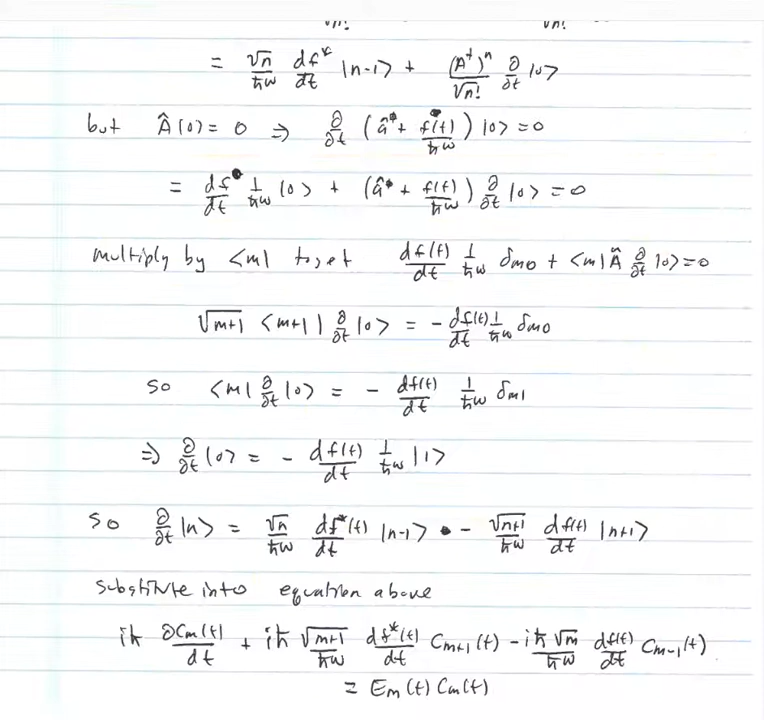 √n! √n!
= √n/ħω df*/dt |n-1> + (A†)ⁿ/√n! ∂/∂t |0>
but Â|0> = 0 ⇒ ∂/∂t (â + f(t)/ħω) |0> = 0
= df/dt 1/ħω |0> + (â + f(t)/ħω) ∂/∂t |0> = 0
multiply by <m| to get df(t)/dt 1/ħω δm0 + <m|Â ∂/∂t |0> = 0
√m+1 <m+1| ∂/∂t |0> = - df(t)/dt 1/ħω δm0
so <m| ∂/∂t |0> = - df(t)/dt 1/ħω δm1
⇒ ∂/∂t |0> = - df(t)/dt 1/ħω |1>
so ∂/∂t |n> = √n/ħω df*(t)/dt |n-1> - √n+1/ħω df(t)/dt |n+1>
substitute into equation above
iħ ∂Cm(t)/dt + iħ √m+1/ħω df*(t)/dt Cm+1(t) - iħ √m/ħω df(t)/dt Cm-1(t)
= Em(t) Cm(t)